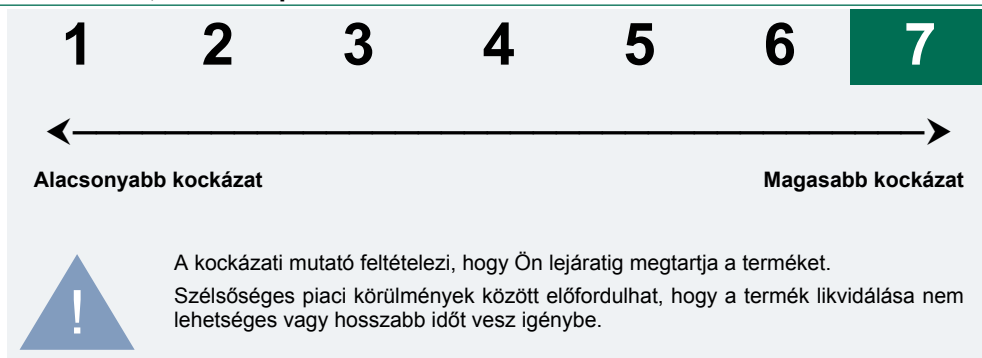 1 2 3 4 5 6 7
Alacsonyabb kockázat Magasabb kockázat
A kockázati mutató feltételezi, hogy Ön lejáratig megtartja a terméket.
! Szélsőséges piaci körülmények között előfordulhat, hogy a termék likvidálása nem
lehetséges vagy hosszabb időt vesz igénybe.